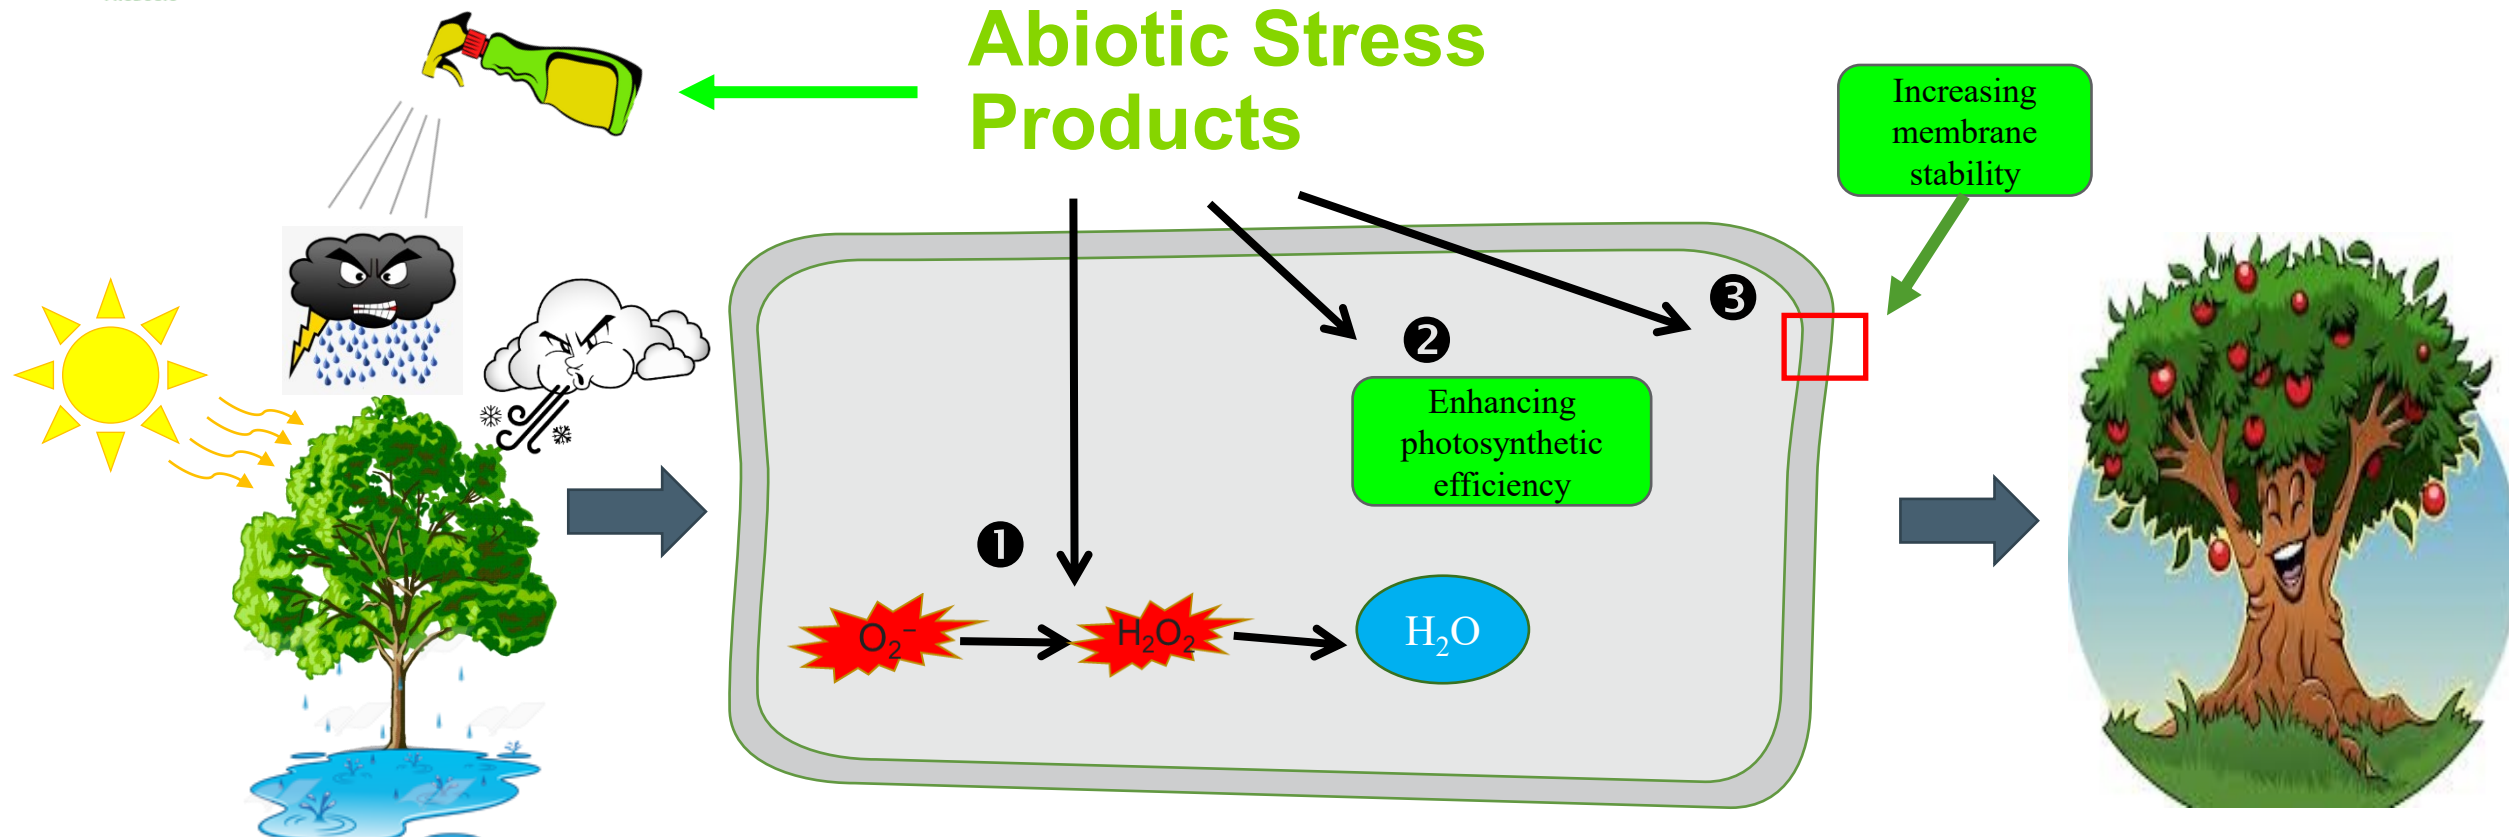 Abiotic Stress
Products
Increasing
membrane
stability
❸
❷
Enhancing
photosynthetic
efficiency
❶
O₂⁻
H₂O₂
H₂O